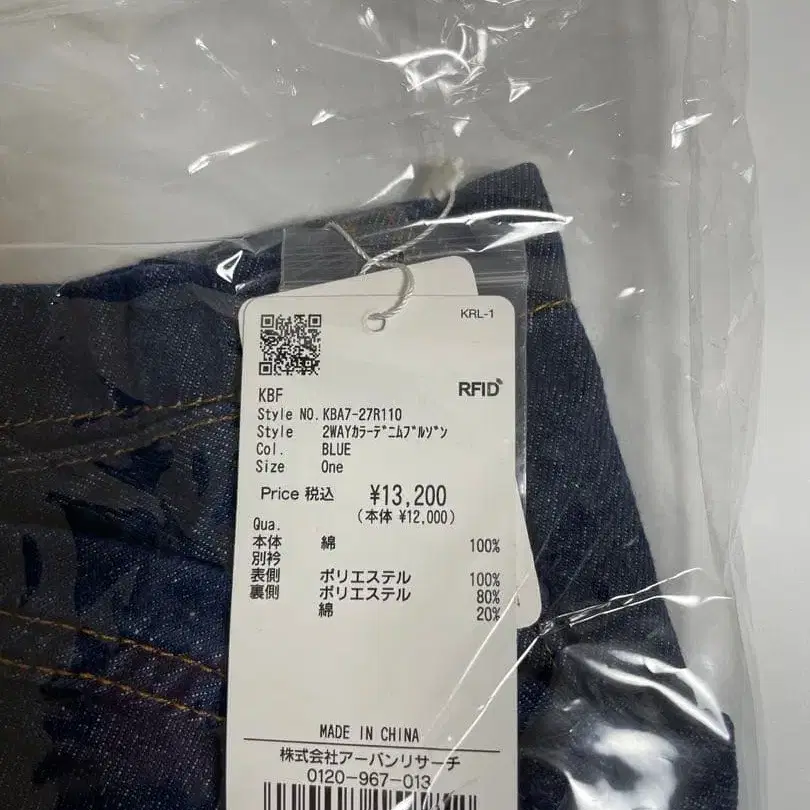 KRL-1
RFID
KBF
Style NO. KBA7-27R110
Style 2WAYカラーデニムブルゾン
Col. BLUE
Size One
Price 税込 ¥13,200
(本体 ¥12,000)
Qua.
本体 綿 100%
別衿
表側 ポリエステル 100%
裏側 ポリエステル 80%
綿 20%
MADE IN CHINA
株式会社アーバンリサーチ
0120-967-013